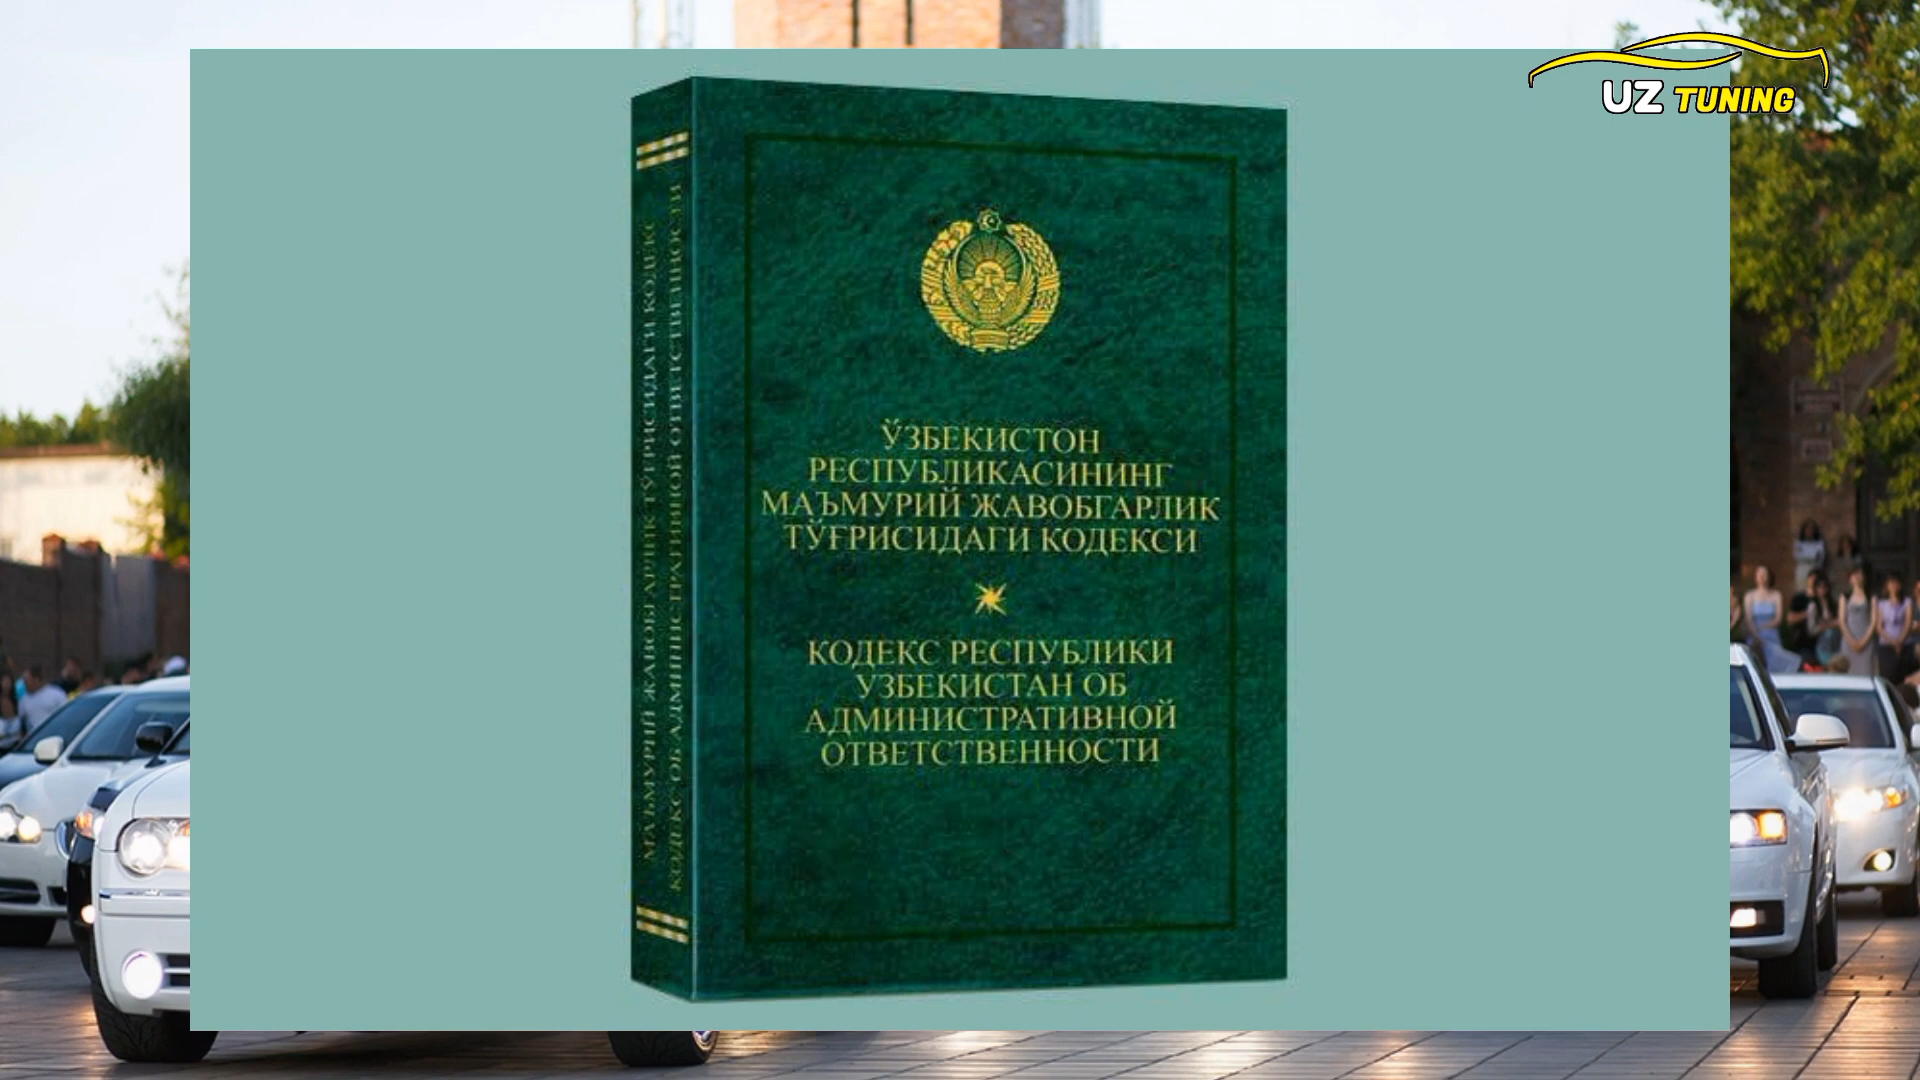 UZ TUNING
ЎЗБЕКИСТОН
РЕСПУБЛИКАСИНИНГ
МАЪМУРИЙ ЖАВОБГАРЛИК
ТЎҒРИСИДАГИ КОДЕКСИ
КОДЕКС РЕСПУБЛИКИ
УЗБЕКИСТАН ОБ
АДМИНИСТРАТИВНОЙ
ОТВЕТСТВЕННОСТИ
МАЪМУРИЙ ЖАВОБГАРЛИК ТЎҒРИСИДАГИ КОДЕКС
КОДЕКС ОБ АДМИНИСТРАТИВНОЙ ОТВЕТСТВЕННОСТИ